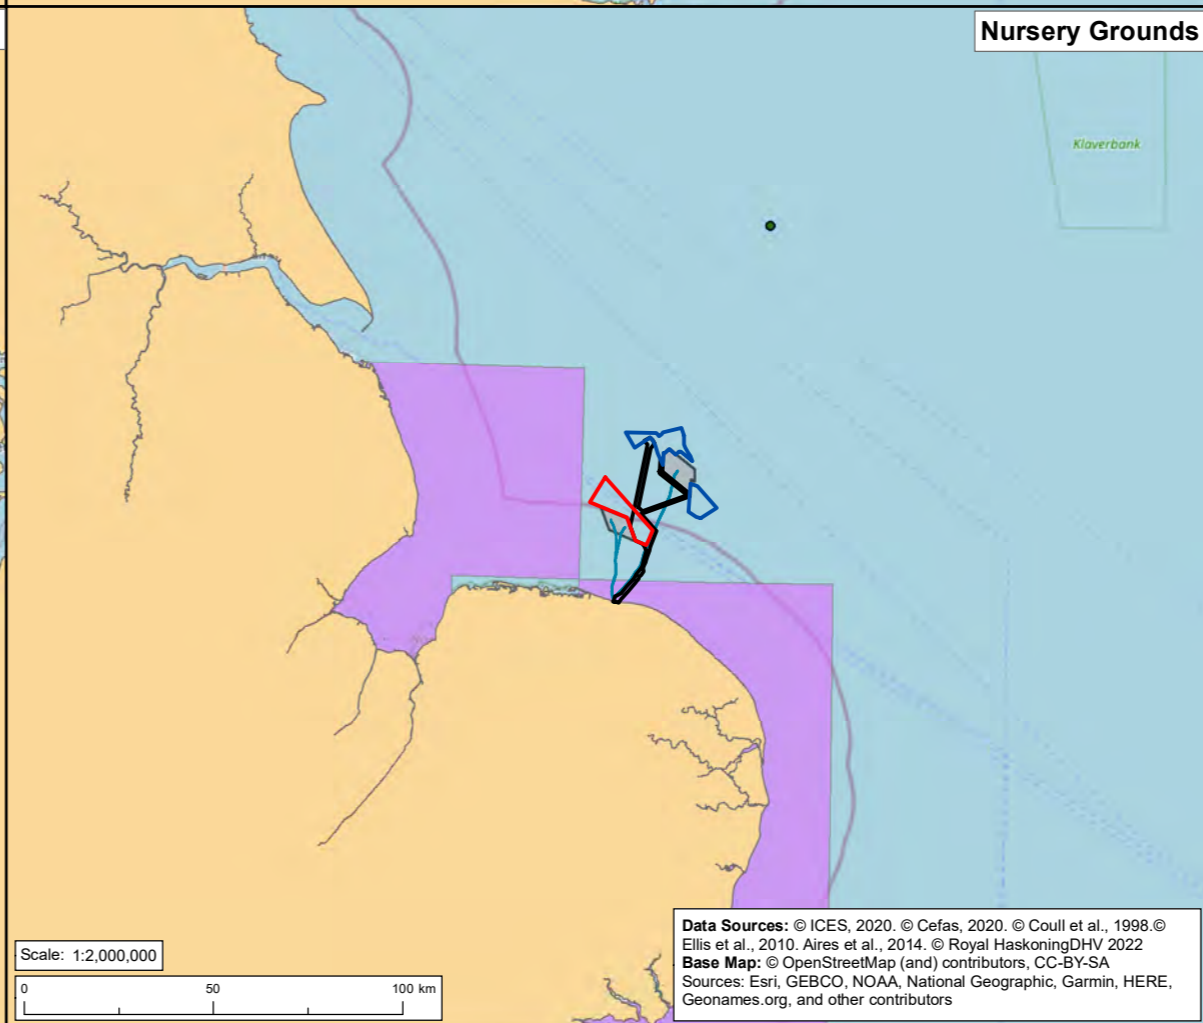 Nursery Grounds
Klaverbank
Scale: 1:2,000,000
0 50 100 km
Data Sources: © ICES, 2020. © Cefas, 2020. © Coull et al., 1998.©
Ellis et al., 2010. Aires et al., 2014. © Royal HaskoningDHV 2022
Base Map: © OpenStreetMap (and) contributors, CC-BY-SA
Sources: Esri, GEBCO, NOAA, National Geographic, Garmin, HERE,
Geonames.org, and other contributors